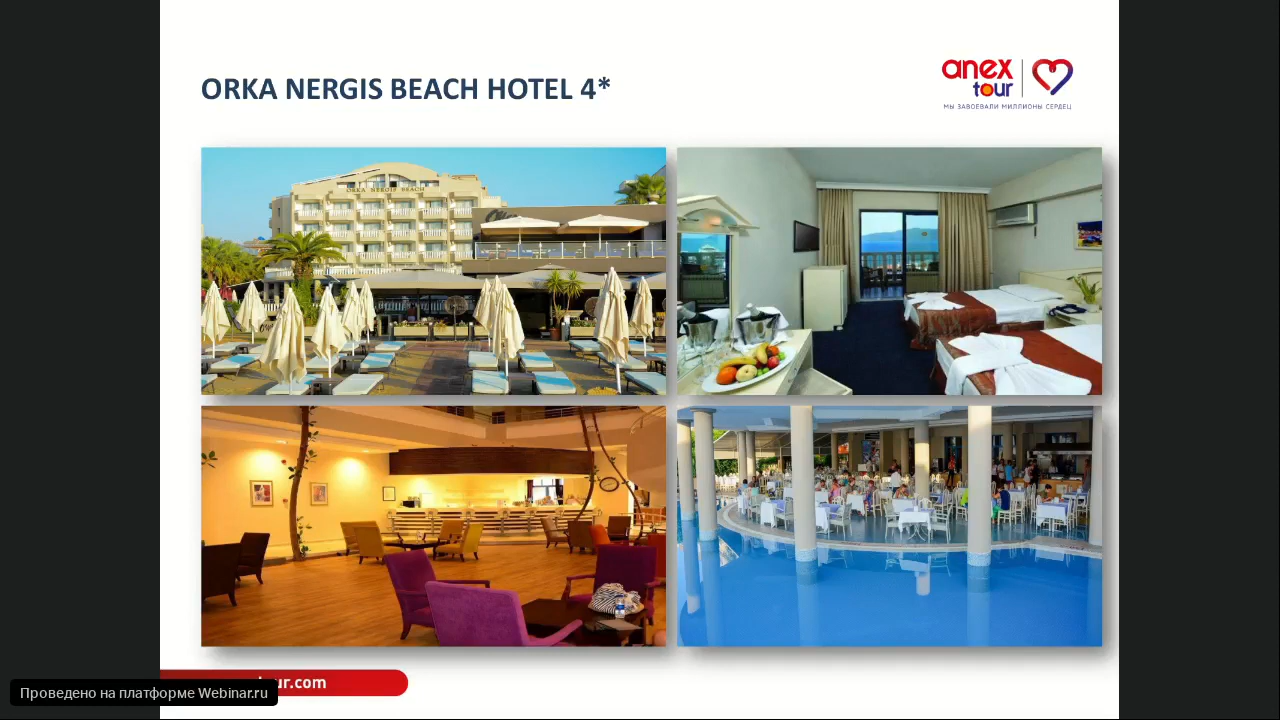 ORKA NERGIS BEACH HOTEL 4*
anex
tour
МЫ ЗАВОЕВАЛИ МИЛЛИОНЫ СЕРДЕЦ
ORKA NERGIS BEACH
tour.com
Проведено на платформе Webinar.ru